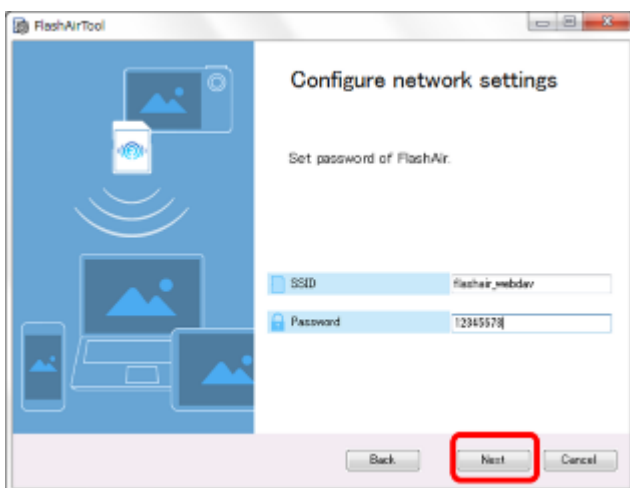 FlashAirTool
Configure network settings
Set password of FlashAir.
SSID flashair_webdav
Password 12345678
Back Next Cancel